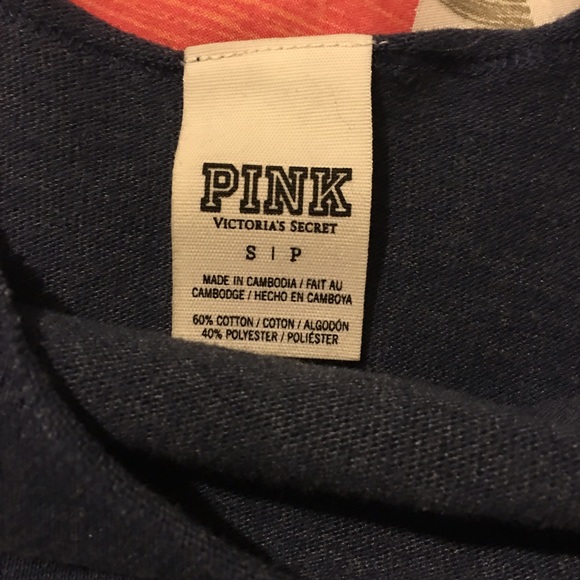 PINK
VICTORIA'S SECRET
S | P
MADE IN CAMBODIA / FAIT AU
CAMBODGE / HECHO EN CAMBOYA
60% COTTON / COTON / ALGODÓN
40% POLYESTER / POLIÉSTER